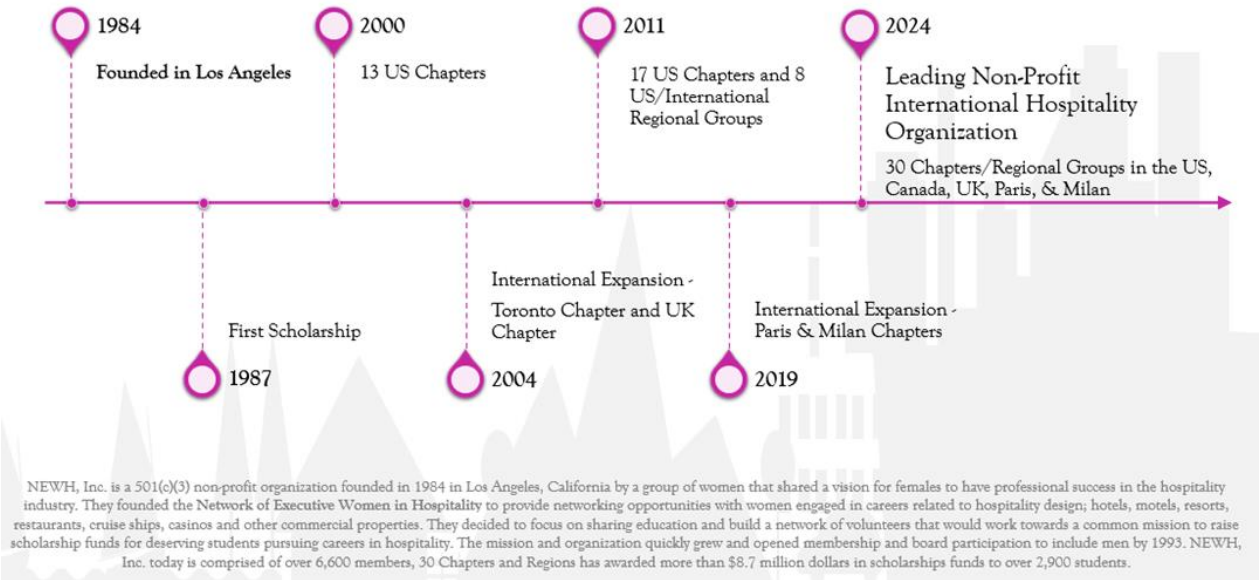 1984
Founded in Los Angeles
2000
13 US Chapters
2011
17 US Chapters and 8
US/International
Regional Groups
2024
Leading Non-Profit
International Hospitality
Organization
30 Chapters/Regional Groups in the US,
Canada, UK, Paris, & Milan
First Scholarship
1987
International Expansion -
Toronto Chapter and UK
Chapter
2004
International Expansion -
Paris & Milan Chapters
2019
NEWH, Inc. is a 501(c)(3) non-profit organization founded in 1984 in Los Angeles, California by a group of women that shared a vision for females to have professional success in the hospitality
industry. They founded the Network of Executive Women in Hospitality to provide networking opportunities with women engaged in careers related to hospitality design; hotels, motels, resorts,
restaurants, cruise ships, casinos and other commercial properties. They decided to focus on sharing education and build a network of volunteers that would work towards a common mission to raise
scholarship funds for deserving students pursuing careers in hospitality. The mission and organization quickly grew and opened membership and board participation to include men by 1993. NEWH,
Inc. today is comprised of over 6,600 members, 30 Chapters and Regions has awarded more than $8.7 million dollars in scholarships funds to over 2,900 students.